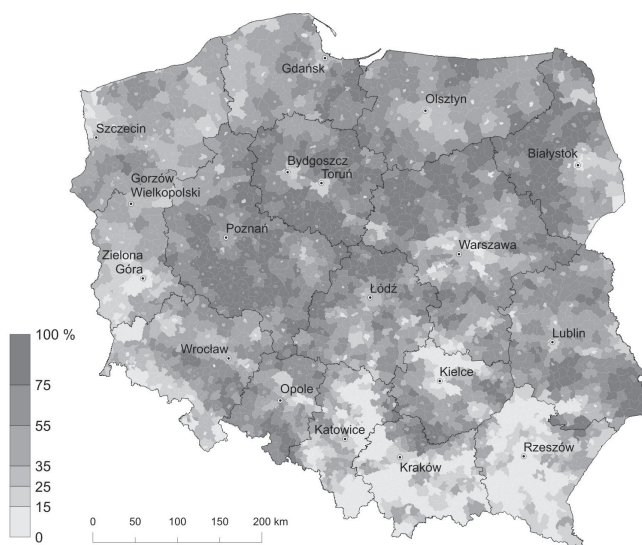 Gdańsk
Olsztyn
Szczecin
Białystok
Bydgoszcz
Toruń
Gorzów
Wielkopolski
Poznań
Warszawa
Zielona
Góra
Łódź
100 %
75
55
35
25
15
0
Wrocław
Lublin
Kielce
Opole
Katowice
Kraków
Rzeszów
0 50 100 150 200 km